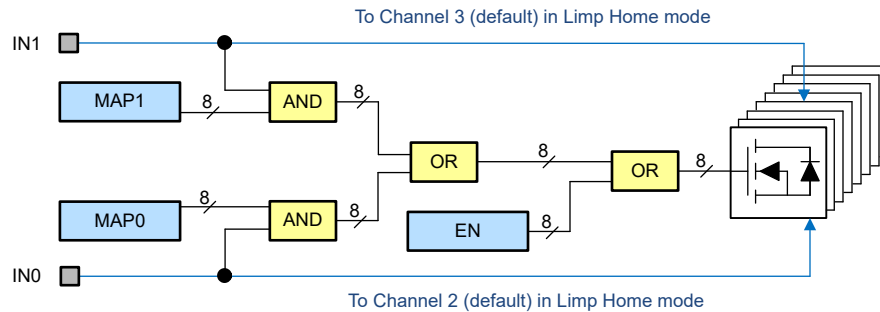 To Channel 3 (default) in Limp Home mode
IN1
MAP1
8
AND
8
OR
8
OR
8
MAP0
8
AND
8
EN
8
IN0
To Channel 2 (default) in Limp Home mode